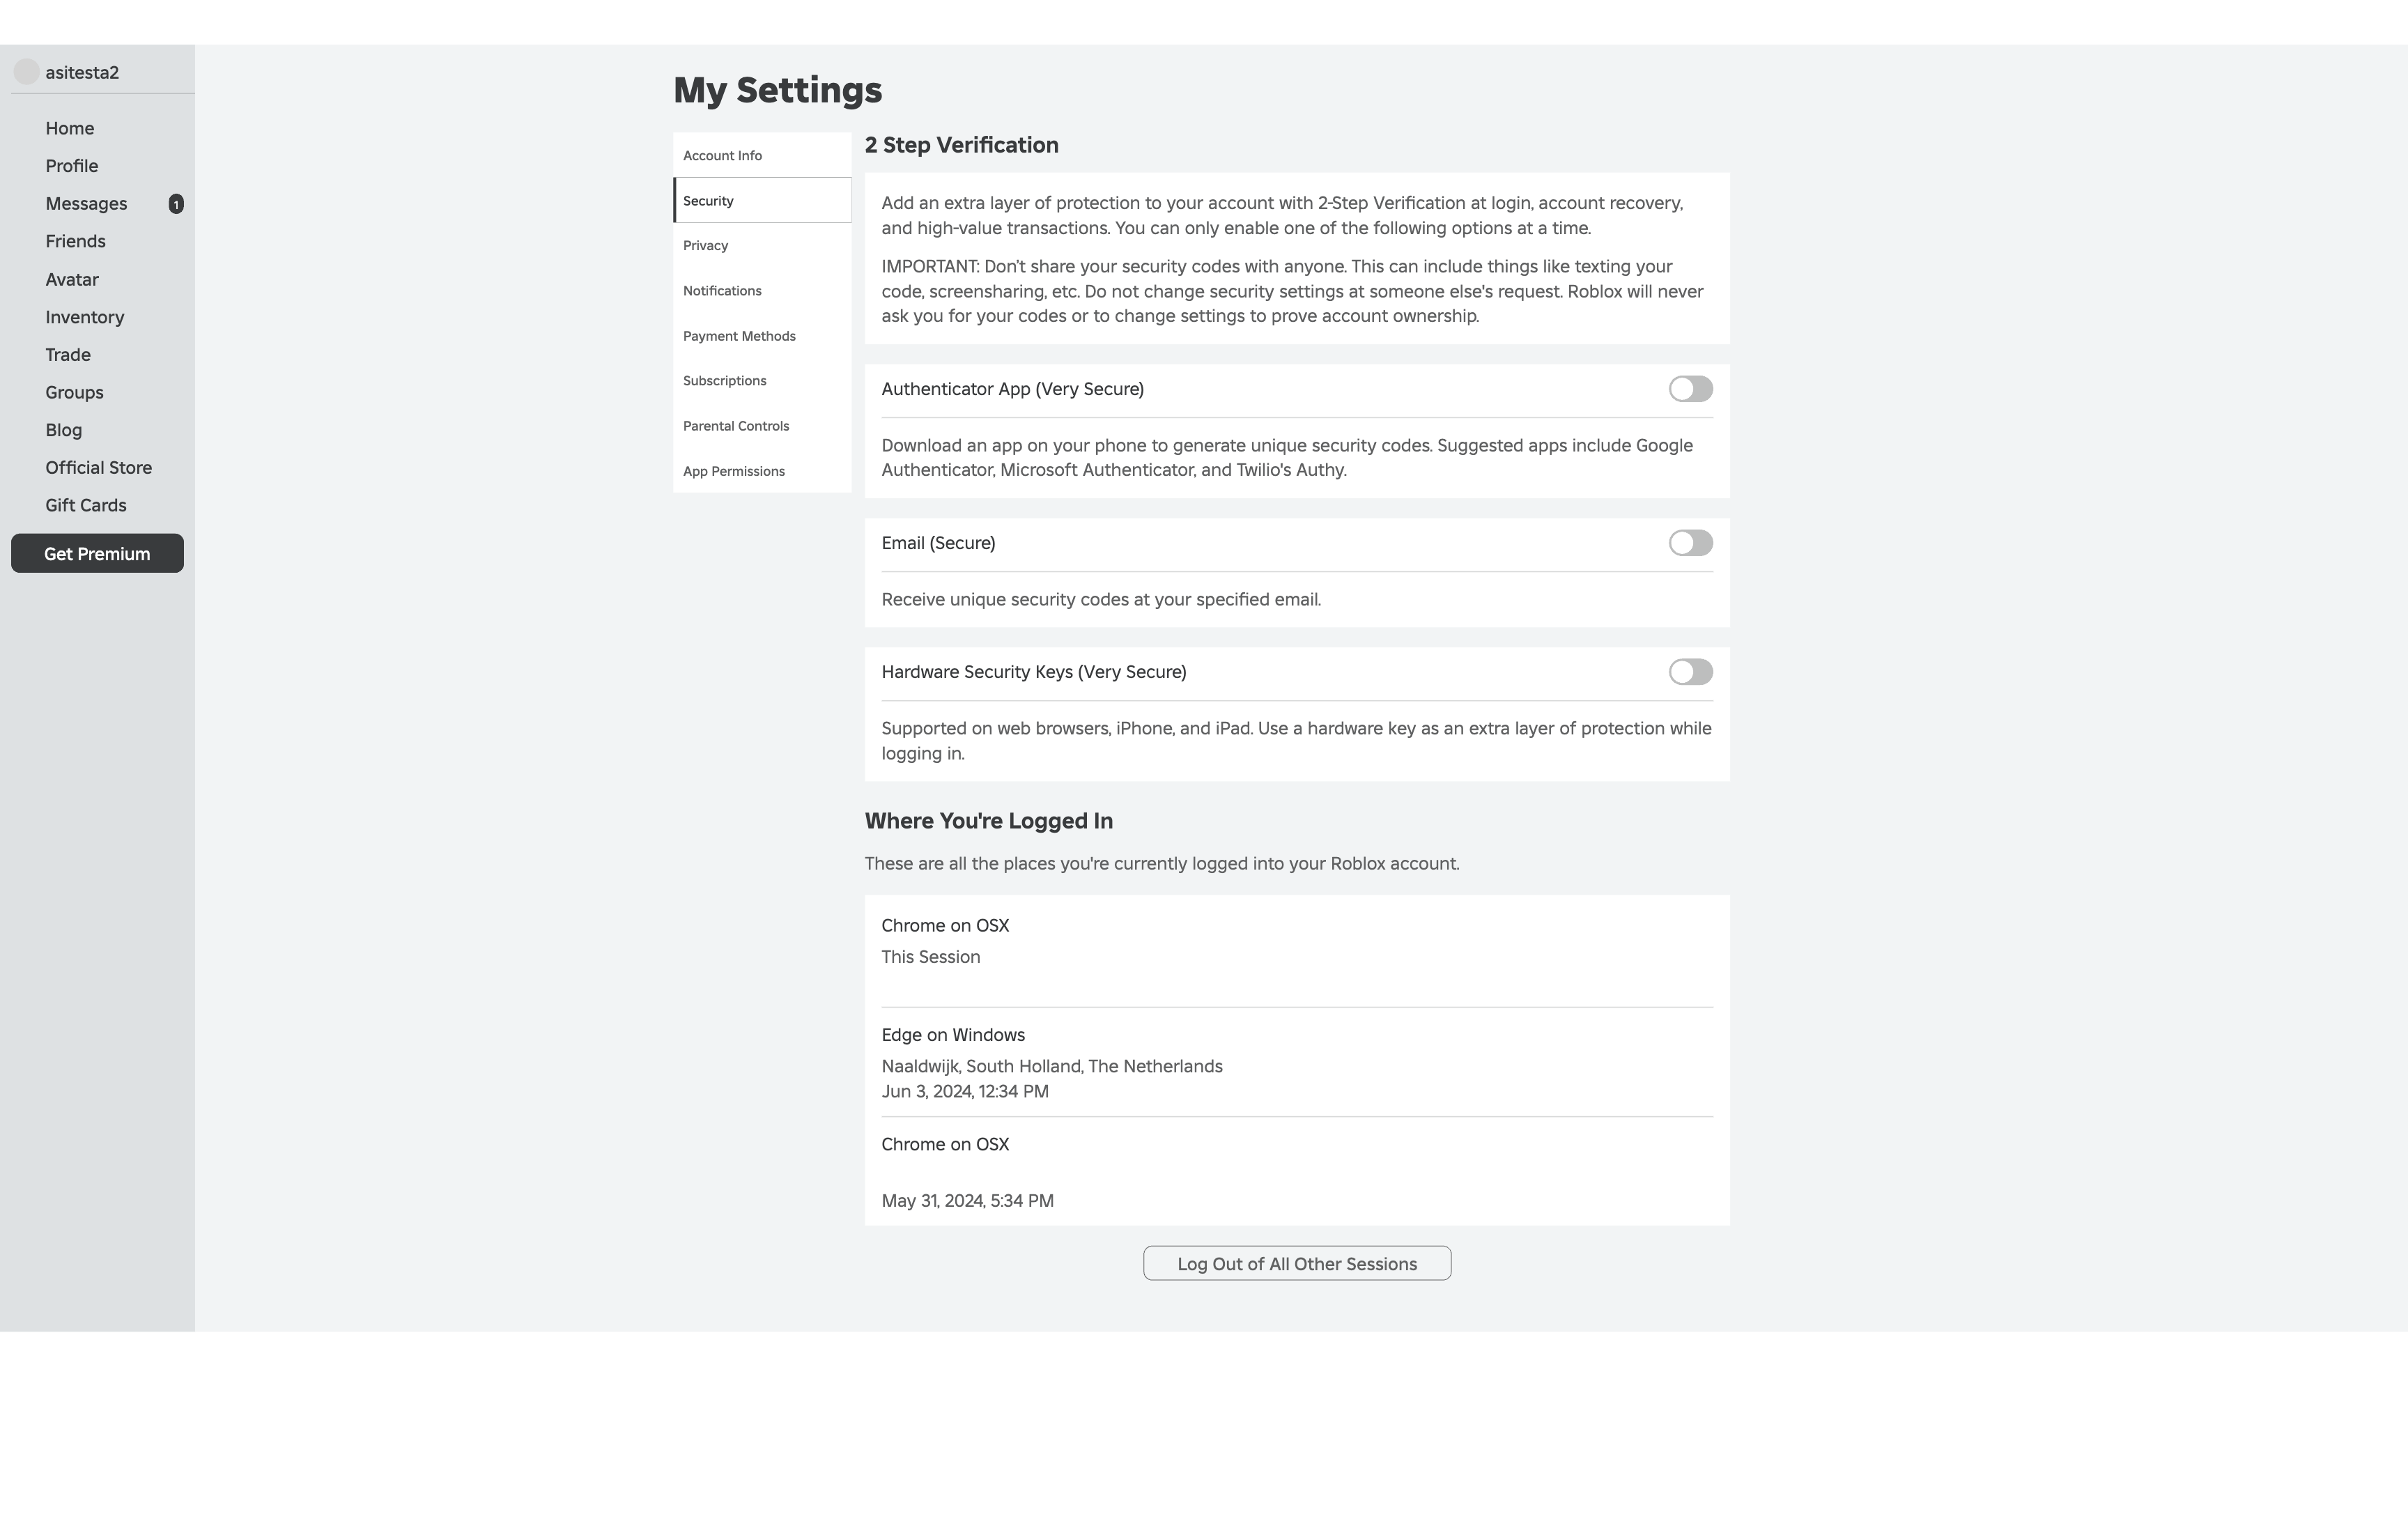 asitesta2
Home
Profile
Messages
1
Friends
Avatar
Inventory
Trade
Groups
Blog
Official Store
Gift Cards
Get Premium
My Settings
Account Info
Security
Privacy
Notifications
Payment Methods
Subscriptions
Parental Controls
App Permissions
2 Step Verification
Add an extra layer of protection to your account with 2-Step Verification at login, account recovery,
and high-value transactions. You can only enable one of the following options at a time.
IMPORTANT: Don't share your security codes with anyone. This can include things like texting your
code, screensharing, etc. Do not change security settings at someone else's request. Roblox will never
ask you for your codes or to change settings to prove account ownership.
Authenticator App (Very Secure)
Download an app on your phone to generate unique security codes. Suggested apps include Google
Authenticator, Microsoft Authenticator, and Twilio's Authy.
Email (Secure)
Receive unique security codes at your specified email.
Hardware Security Keys (Very Secure)
Supported on web browsers, iPhone, and iPad. Use a hardware key as an extra layer of protection while
logging in.
Where You're Logged In
These are all the places you're currently logged into your Roblox account.
Chrome on OSX
This Session
Edge on Windows
Naaldwijk, South Holland, The Netherlands
Jun 3, 2024, 12:34 PM
Chrome on OSX
May 31, 2024, 5:34 PM
Log Out of All Other Sessions